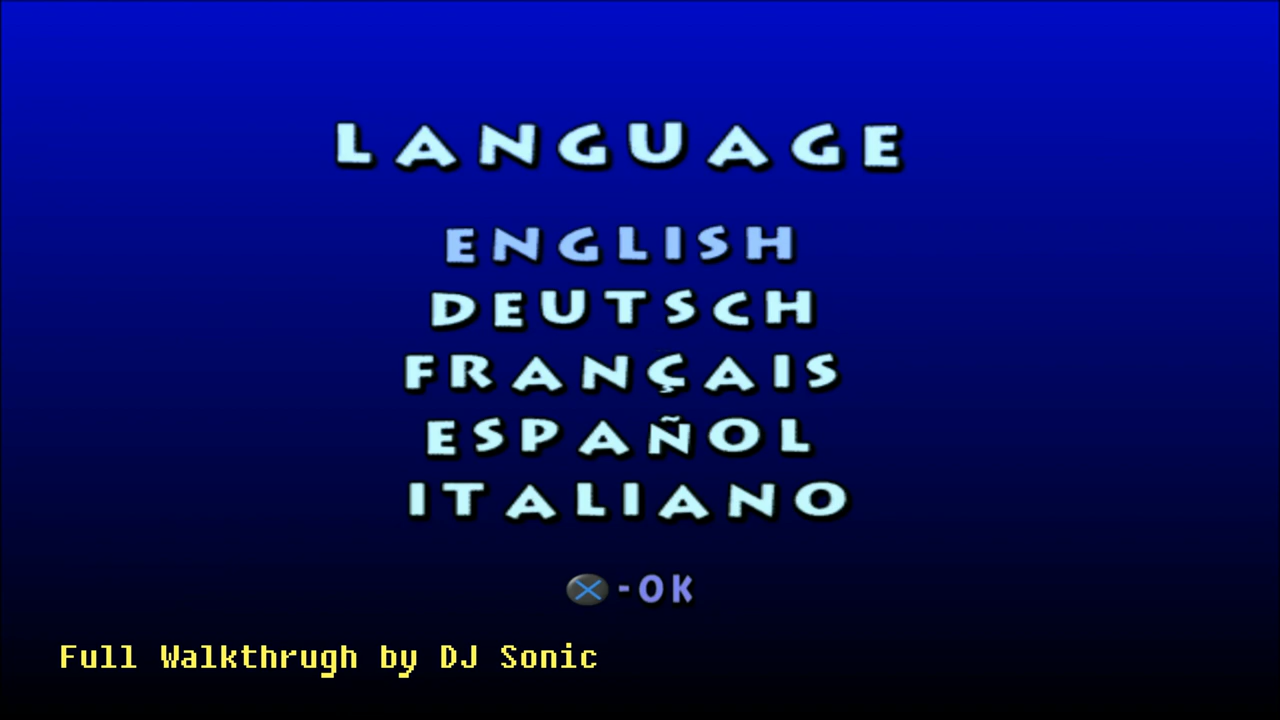 LANGUAGE
ENGLISH
DEUTSCH
FRANÇAIS
ESPAÑOL
ITALIANO
-OK
Full Walkthrugh by DJ Sonic